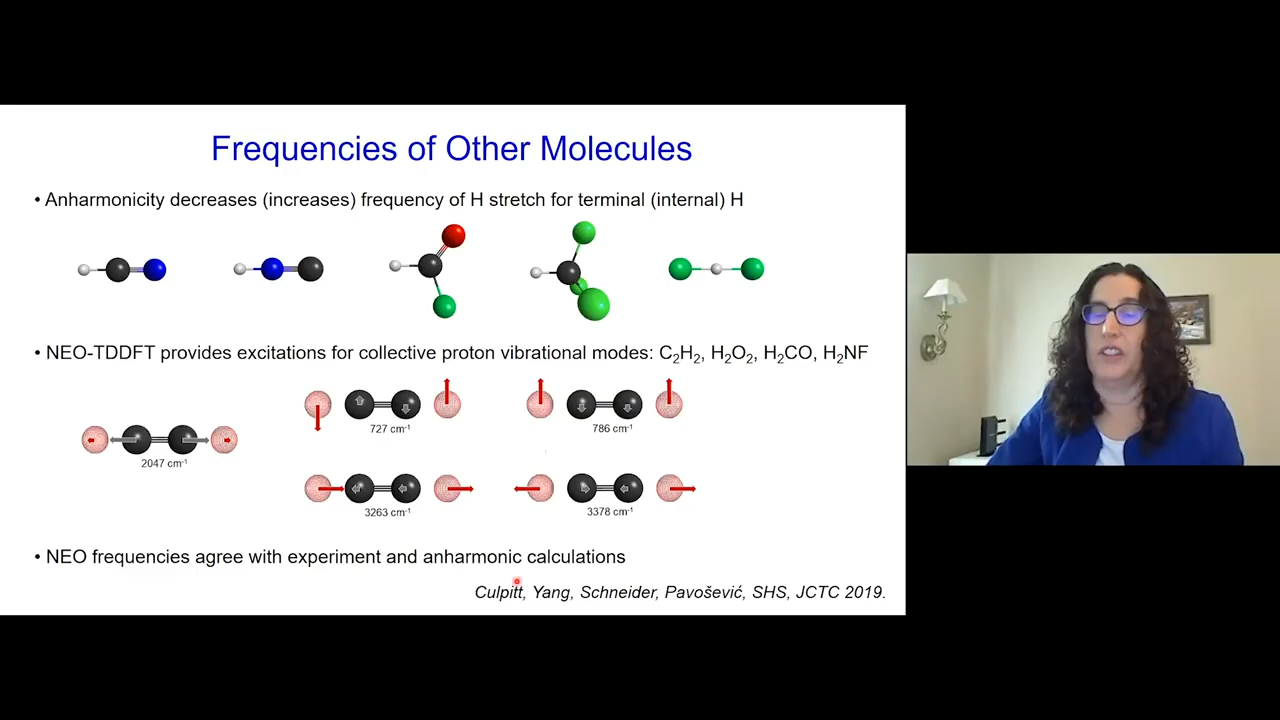 Frequencies of Other Molecules
• Anharmonicity decreases (increases) frequency of H stretch for terminal (internal) H
• NEO-TDDFT provides excitations for collective proton vibrational modes: C₂H₂, H₂O₂, H₂CO, H₂NF
727 cm⁻¹
786 cm⁻¹
2047 cm⁻¹
3263 cm⁻¹
3378 cm⁻¹
• NEO frequencies agree with experiment and anharmonic calculations
Culpitt, Yang, Schneider, Pavošević, SHS, JCTC 2019.